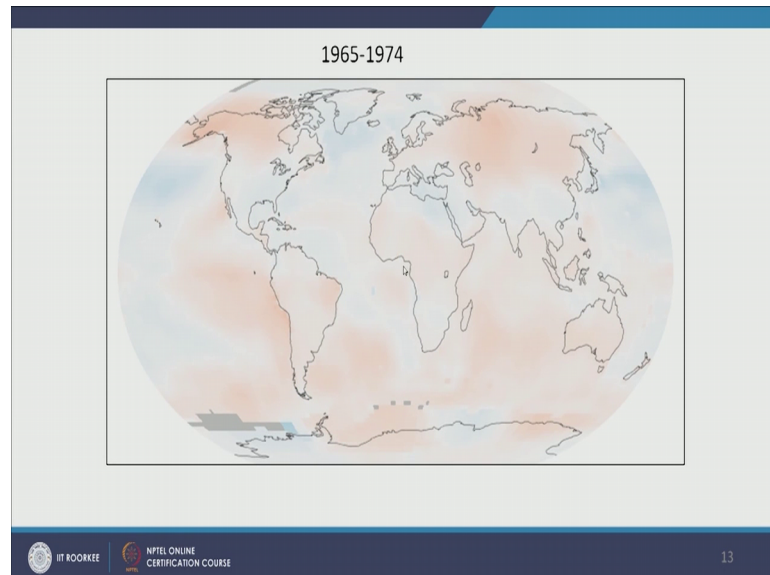 1965-1974
IIT ROORKEE
NPTEL ONLINE
CERTIFICATION COURSE
13